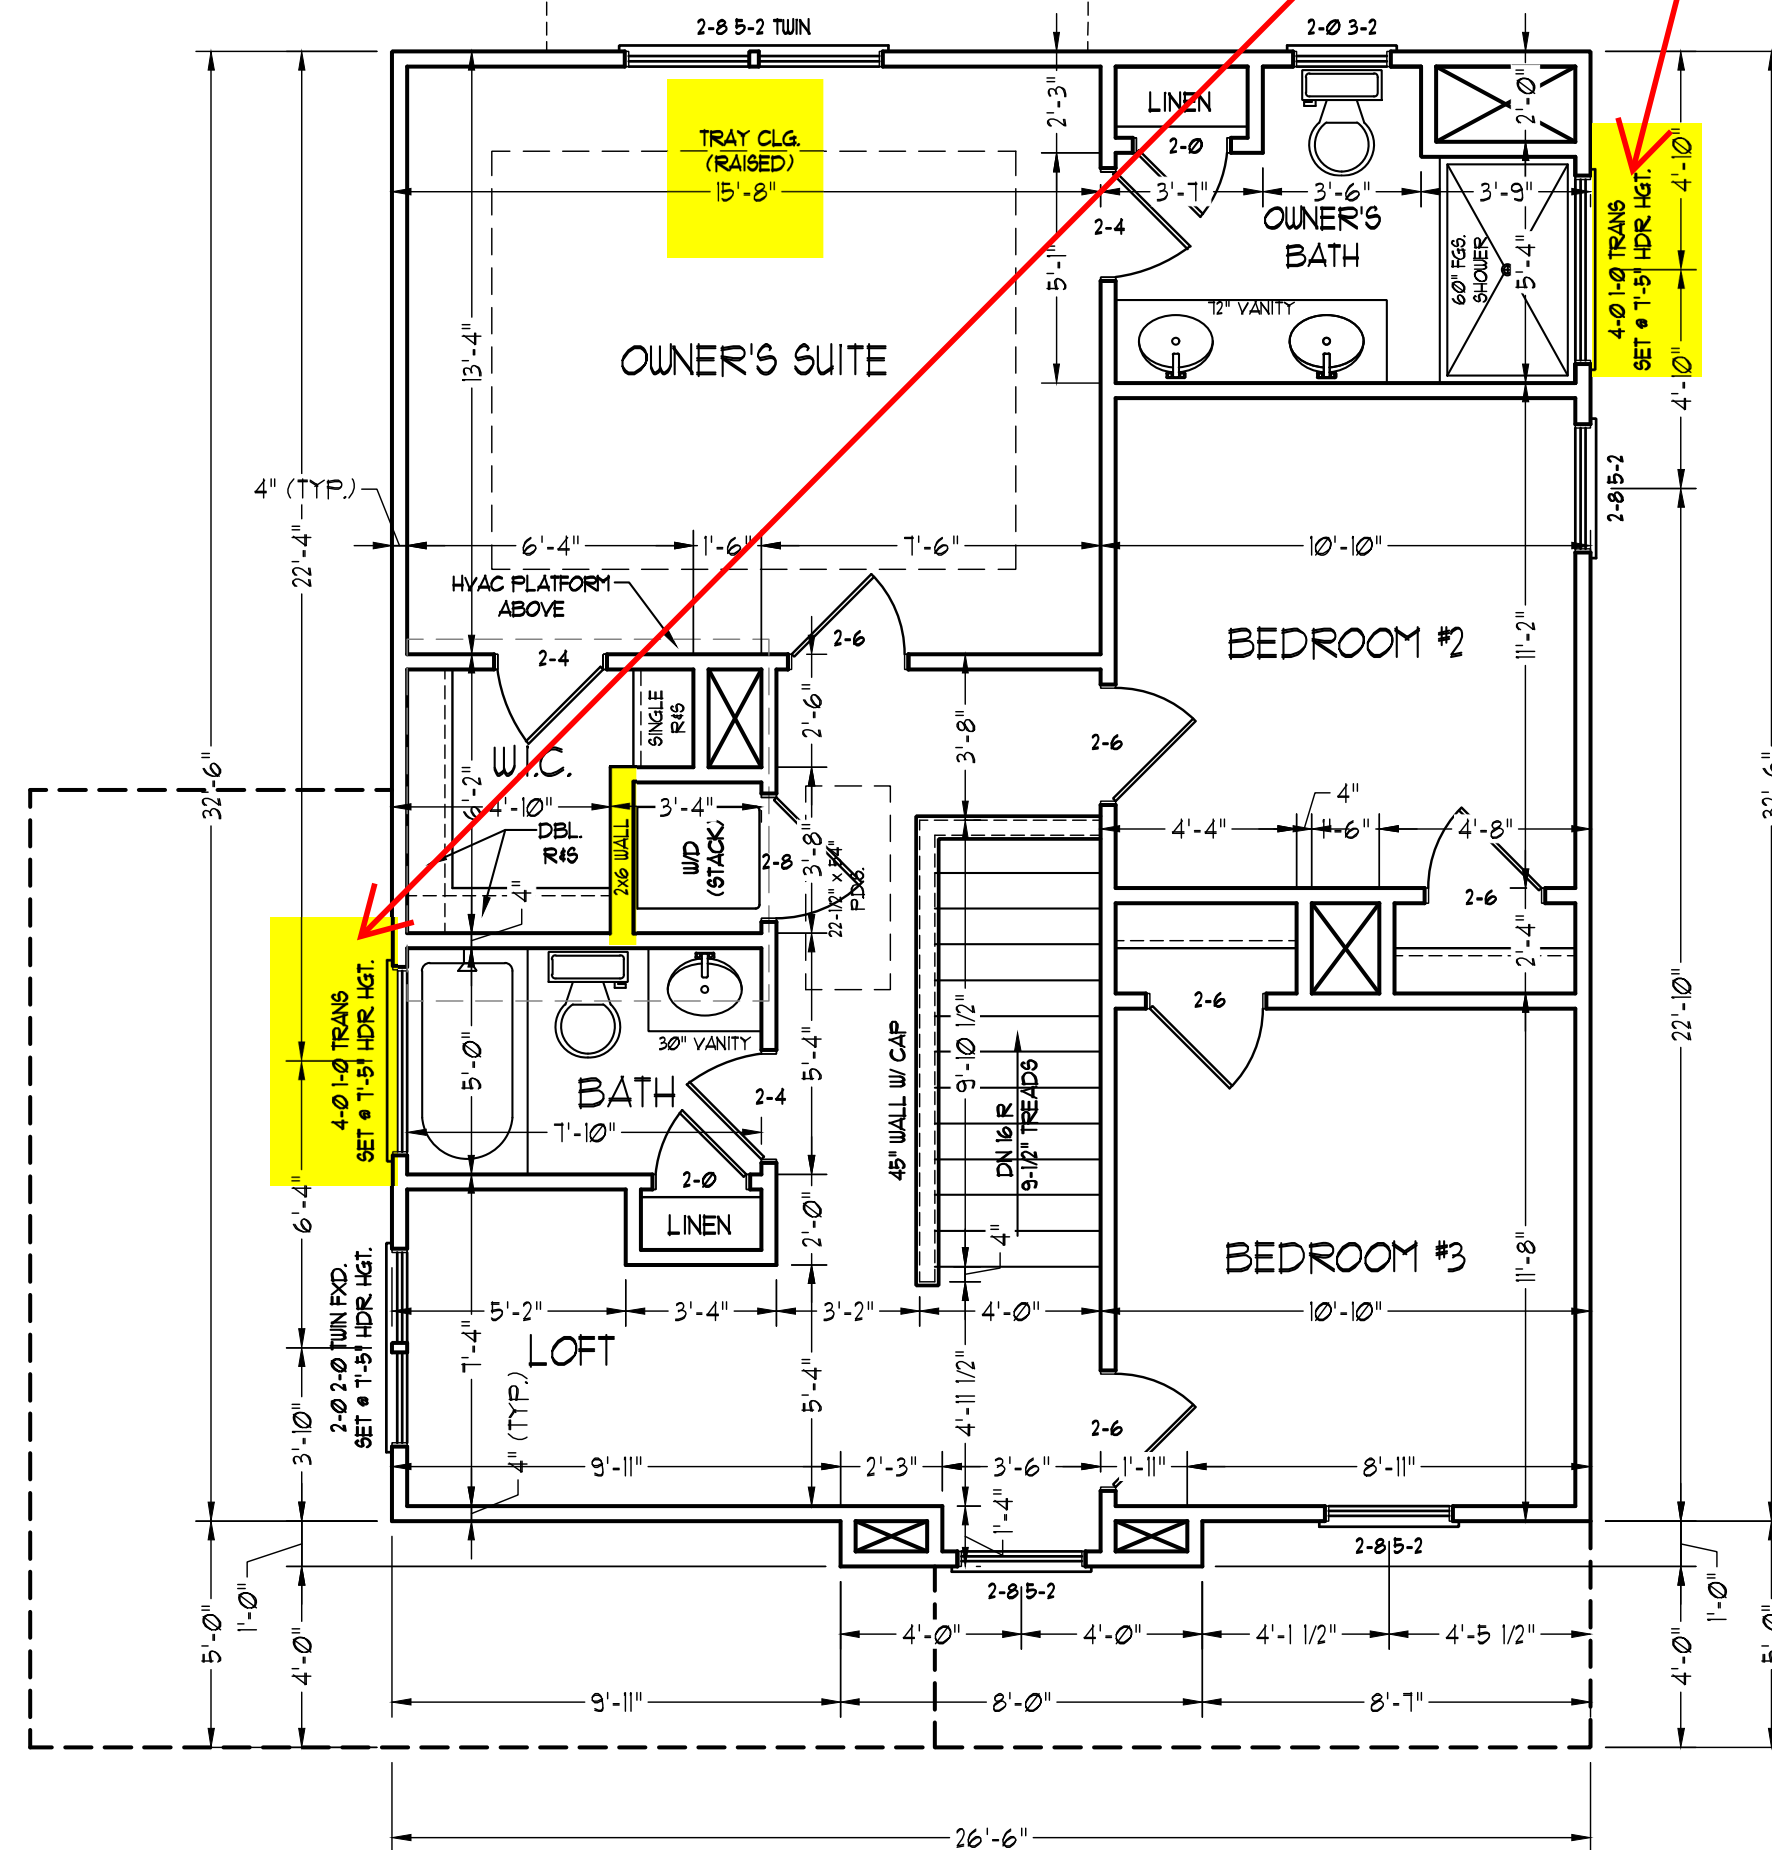 2-8 5-2 TWIN
2-0 3-2
LINEN
2-0
2'-3"
2'-0"
TRAY CLG.
(RAISED)
15'-8"
3'-7"
3'-6"
3'-9"
4'-10"
OWNER'S
BATH
2-4
5'-1"
60" FGS.
SHOWER
5'-4"
4-0 1-0 TRANS
SET @ 7'-5" HDR. HGT.
72" VANITY
13'-4"
OWNER'S SUITE
4'-10"
4" (TYP.)
22'-4"
2-8 5-2
6'-4"
1'-6"
7'-6"
10'-10"
HVAC PLATFORM
ABOVE
2-4
2-6
BEDROOM #2
11'-2"
SINGLE
R&S
2'-6"
3'-8"
2-6
W.I.C.
32'-6"
32'-6"
6'-2"
4'-10"
3'-4"
4"
DBL.
R&S
2x6 WALL
W/D
(STACK)
2-8
3'-8"
22-1/2" x 54"
P.D.S.
4'-4"
1'-6"
4'-8"
4"
2-6
2'-4"
4-0 1-0 TRANS
SET @ 7'-5" HDR. HGT.
2-6
22'-10"
30" VANITY
5'-0"
BATH
5'-4"
2-4
7'-10"
45" WALL W/ CAP
9'-10 1/2"
DN 16 R
9-1/2" TREADS
2-0
LINEN
6'-4"
2'-0"
4"
BEDROOM #3
11'-8"
2-0 2-0 TWIN FXD.
SET @ 7'-5" HDR. HGT.
5'-2"
3'-4"
3'-2"
4'-0"
10'-10"
LOFT
7'-4"
4" (TYP.)
5'-4"
4'-11 1/2"
3'-10"
2-6
9'-11"
2'-3"
3'-6"
1'-11"
8'-11"
1'-4"
2-8 5-2
2-8 5-2
1'-0"
1'-0"
5'-0"
4'-0"
4'-0"
4'-0"
4'-1 1/2"
4'-5 1/2"
4'-0"
5'-0"
9'-11"
8'-0"
8'-7"
26'-6"